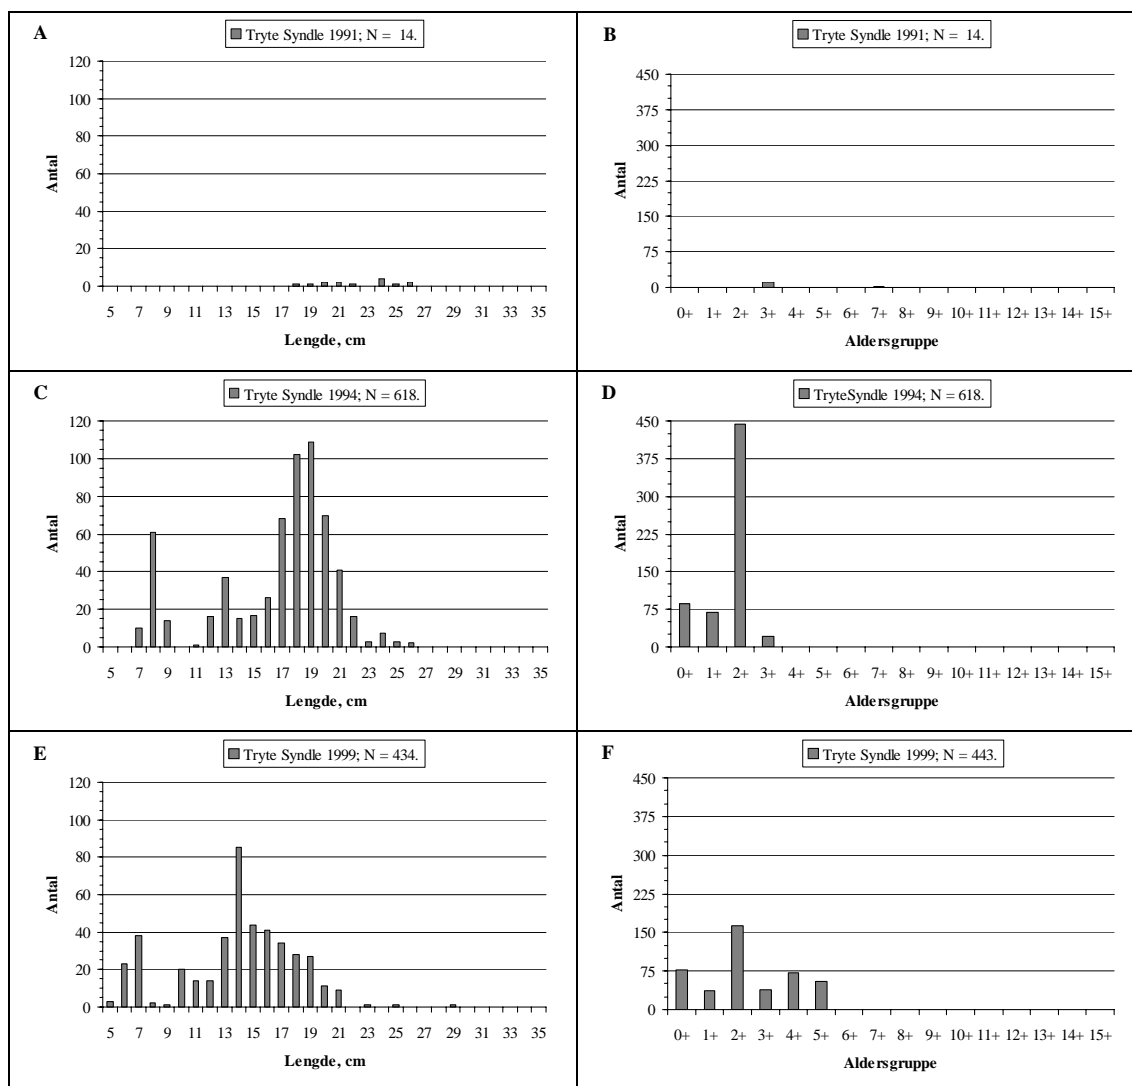 A
Tryte Syndle 1991; N = 14.
120
100
80
60
40
20
0
Antal
5 7 9 11 13 15 17 19 21 23 25 27 29 31 33 35
Lengde, cm
B
Tryte Syndle 1991; N = 14.
450
375
300
225
150
75
0
Antal
0+ 1+ 2+ 3+ 4+ 5+ 6+ 7+ 8+ 9+ 10+ 11+ 12+ 13+ 14+ 15+
Aldersgruppe
C
Tryte Syndle 1994; N = 618.
120
100
80
60
40
20
0
Antal
5 7 9 11 13 15 17 19 21 23 25 27 29 31 33 35
Lengde, cm
D
TryteSyndle 1994; N = 618.
450
375
300
225
150
75
0
Antal
0+ 1+ 2+ 3+ 4+ 5+ 6+ 7+ 8+ 9+ 10+ 11+ 12+ 13+ 14+ 15+
Aldersgruppe
E
Tryte Syndle 1999; N = 434.
120
100
80
60
40
20
0
Antal
5 7 9 11 13 15 17 19 21 23 25 27 29 31 33 35
Lengde, cm
F
Tryte Syndle 1999; N = 443.
450
375
300
225
150
75
0
Antal
0+ 1+ 2+ 3+ 4+ 5+ 6+ 7+ 8+ 9+ 10+ 11+ 12+ 13+ 14+ 15+
Aldersgruppe